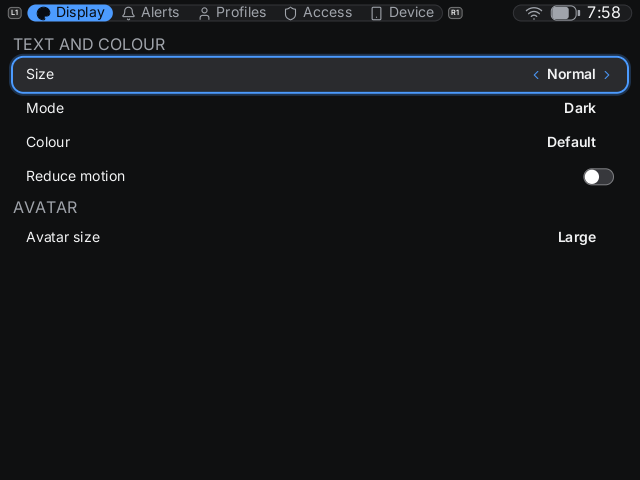 L1 Display Alerts Profiles Access Device R1 7:58
TEXT AND COLOUR
Size Normal
Mode Dark
Colour Default
Reduce motion
AVATAR
Avatar size Large